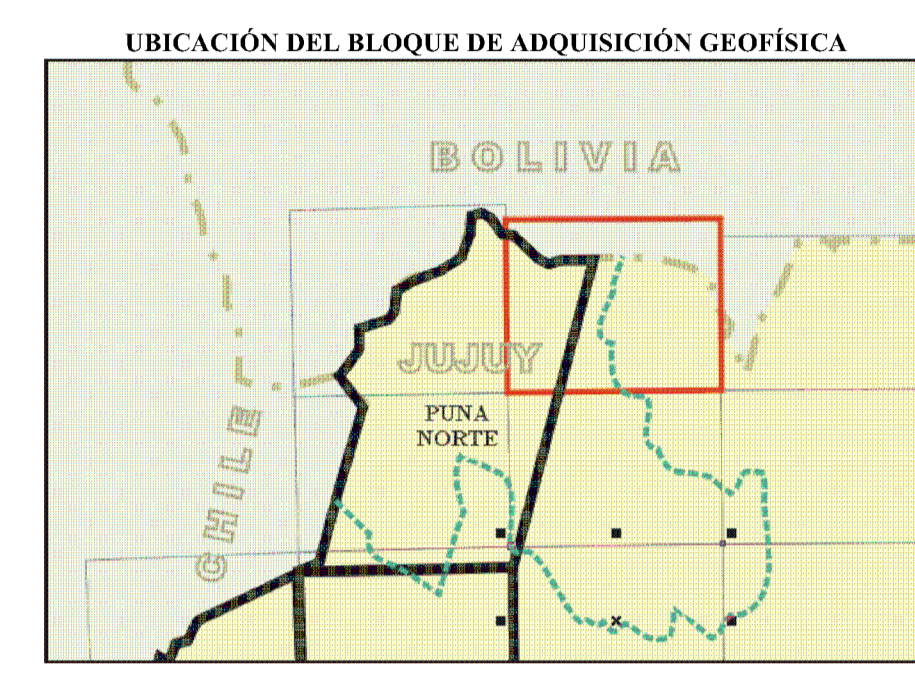 UBICACIÓN DEL BLOQUE DE ADQUISICIÓN GEOFÍSICA
BOLIVIA
JUJUY
PUNA
NORTE
CHILE